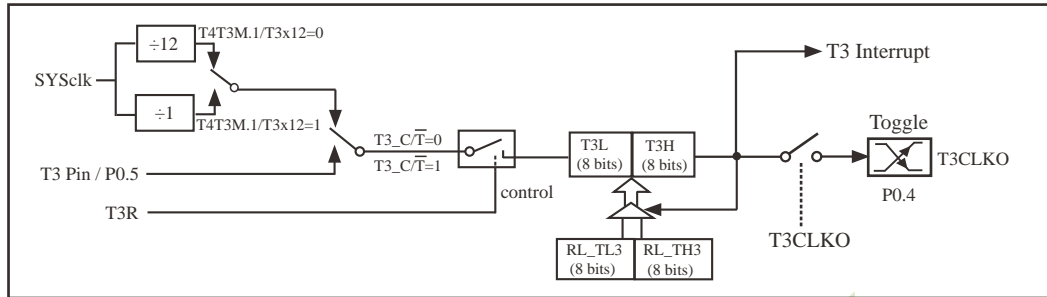 T4T3M.1/T3x12=0
÷12
SYSclk
÷1
T4T3M.1/T3x12=1
T3_C/T̅=0
T3_C/T̅=1
T3 Pin / P0.5
T3R
control
T3L
(8 bits)
T3H
(8 bits)
RL_TL3
(8 bits)
RL_TH3
(8 bits)
T3 Interrupt
Toggle
T3CLKO
P0.4
T3CLKO